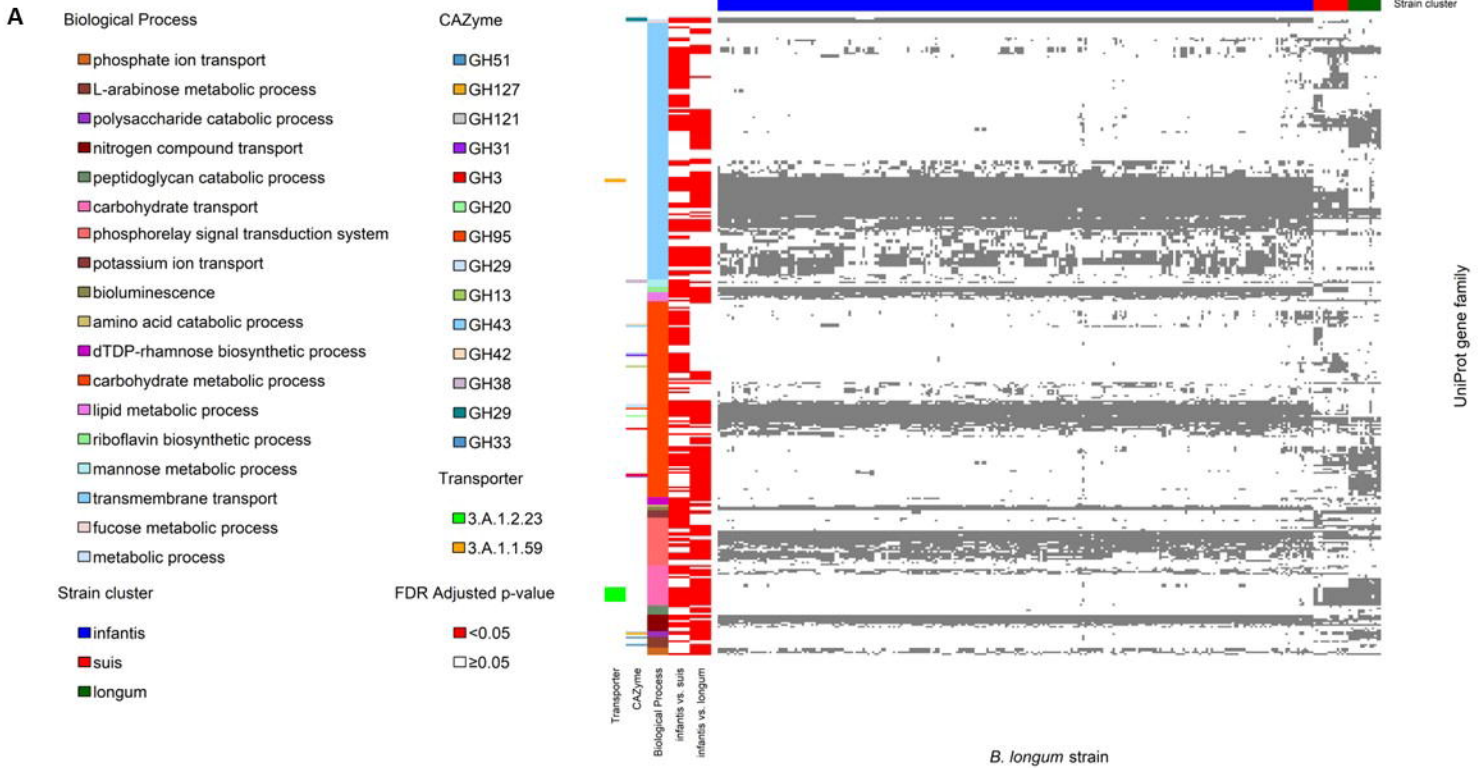 A
Biological Process
phosphate ion transport
L-arabinose metabolic process
polysaccharide catabolic process
nitrogen compound transport
peptidoglycan catabolic process
carbohydrate transport
phosphorelay signal transduction system
potassium ion transport
bioluminescence
amino acid catabolic process
dTDP-rhamnose biosynthetic process
carbohydrate metabolic process
lipid metabolic process
riboflavin biosynthetic process
mannose metabolic process
transmembrane transport
fucose metabolic process
metabolic process
Strain cluster
infantis
suis
longum
CAZyme
GH51
GH127
GH121
GH31
GH3
GH20
GH95
GH29
GH13
GH43
GH42
GH38
GH29
GH33
Transporter
3.A.1.2.23
3.A.1.1.59
FDR Adjusted p-value
<0.05
≥0.05
Transporter
CAZyme
Biological Process
infantis vs. suis
infantis vs. longum
Strain cluster
UniProt gene family
B. longum strain